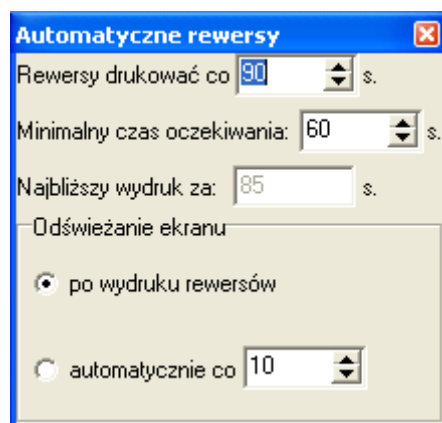 Automatyczne rewersy
Rewersy drukować co 90 s.
Minimalny czas oczekiwania: 60 s.
Najbliższy wydruk za: 85 s.
Odświeżanie ekranu
po wydruku rewersów
automatycznie co 10